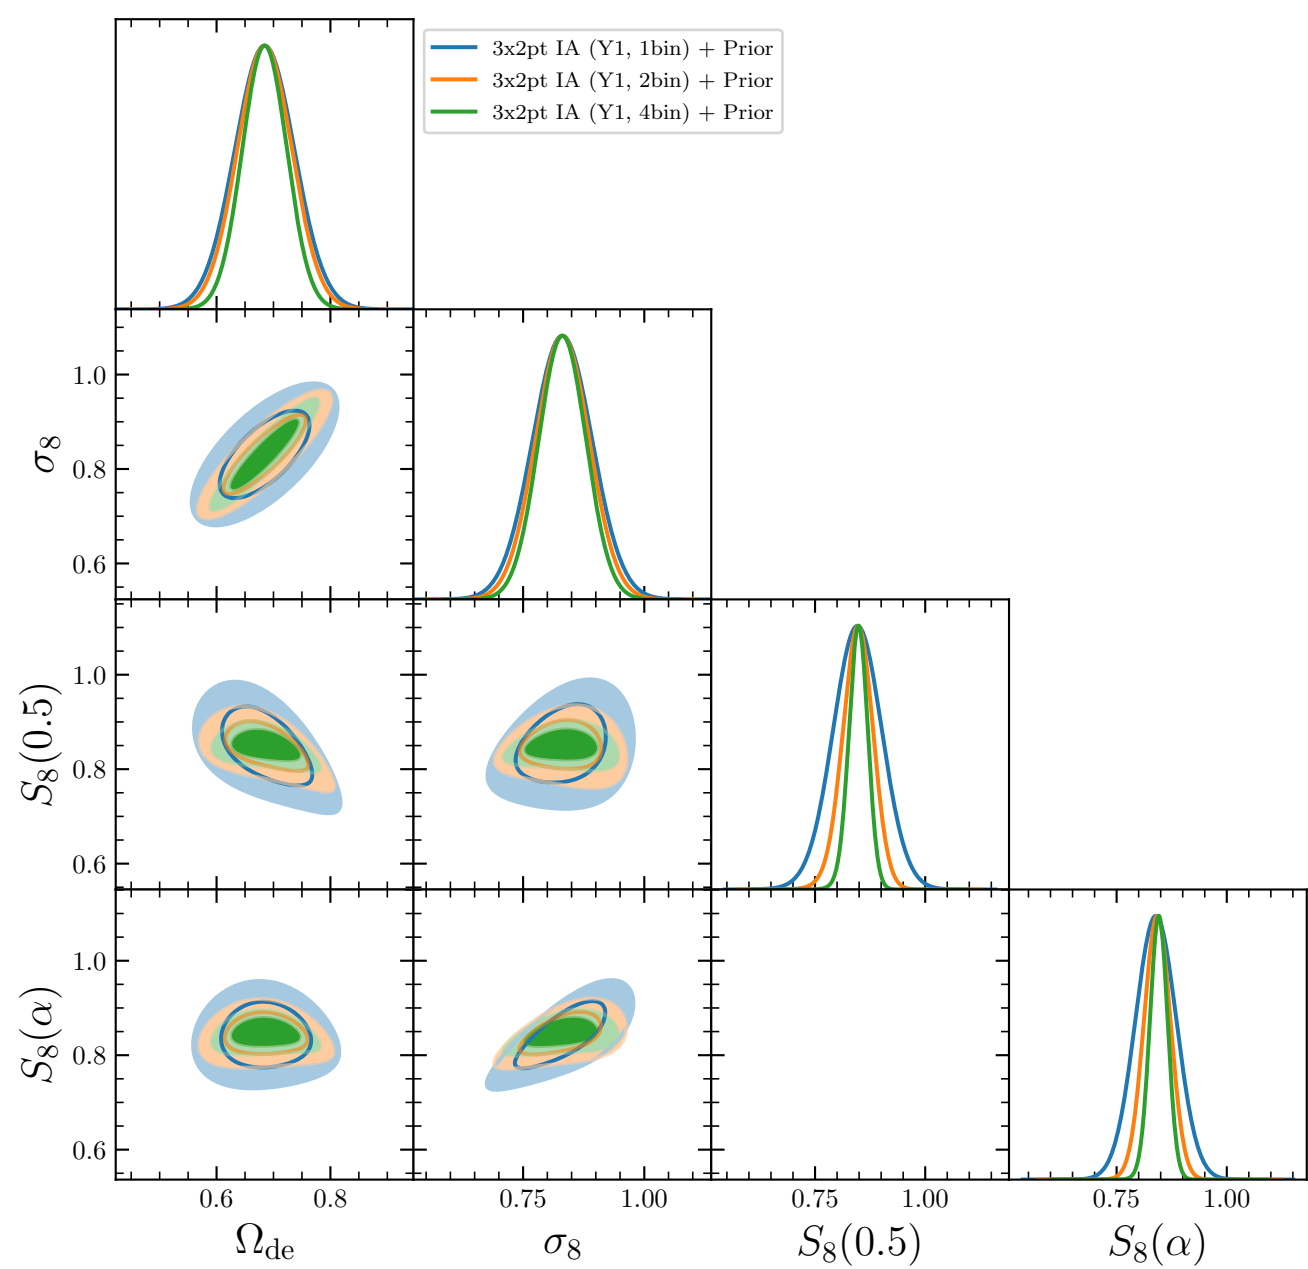 3x2pt IA (Y1, 1bin) + Prior
3x2pt IA (Y1, 2bin) + Prior
3x2pt IA (Y1, 4bin) + Prior
1.0
0.8
0.6
σ₈
1.0
0.8
0.6
S₈(0.5)
1.0
0.8
0.6
S₈(α)
0.6 0.8 0.75 1.00 0.75 1.00 0.75 1.00
Ω_de σ₈ S₈(0.5) S₈(α)